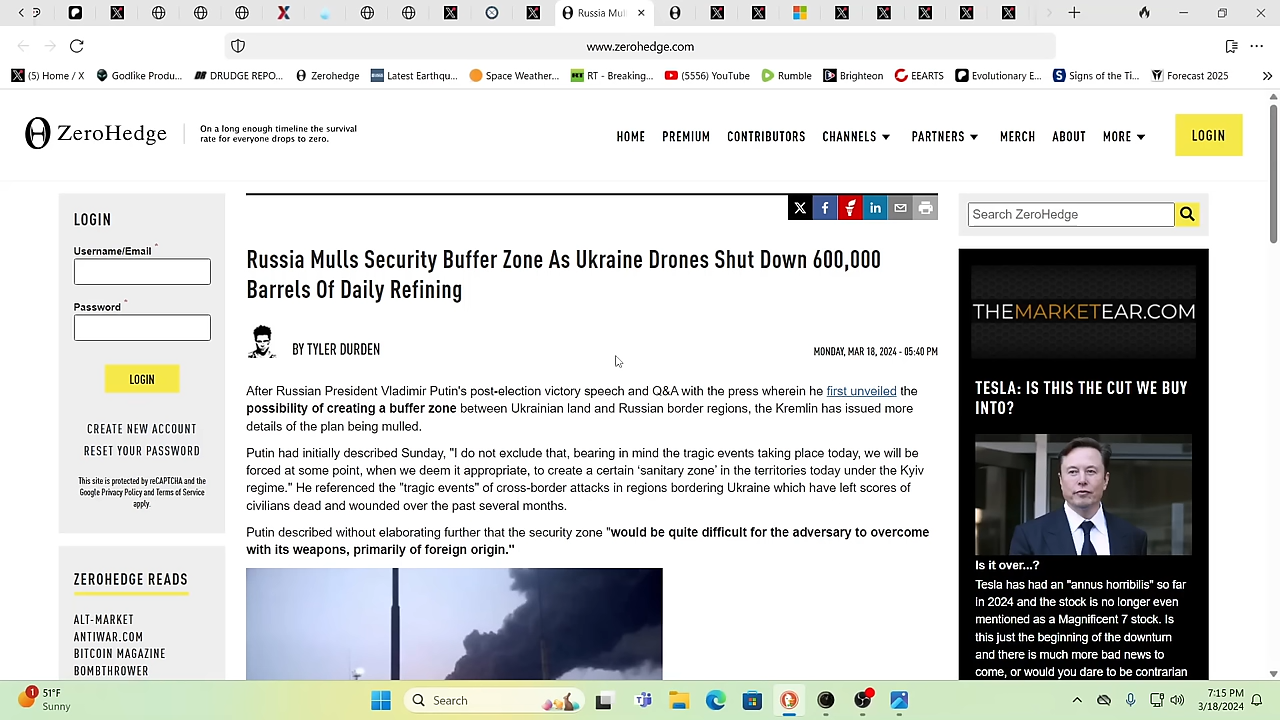 Russia Mul
www.zerohedge.com
(5) Home / X
Godlike Produ...
DRUDGE REPO...
Zerohedge
Latest Earthqu...
Space Weather...
RT - Breaking...
(5556) YouTube
Rumble
Brighteon
EEARTS
Evolutionary E...
Signs of the Ti...
Forecast 2025
ZeroHedge
On a long enough timeline the survival
rate for everyone drops to zero.
HOME
PREMIUM
CONTRIBUTORS
CHANNELS
PARTNERS
MERCH
ABOUT
MORE
LOGIN
LOGIN
Username/Email *
Password *
LOGIN
CREATE NEW ACCOUNT
RESET YOUR PASSWORD
This site is protected by reCAPTCHA and the
Google Privacy Policy and Terms of Service
apply.
ZEROHEDGE READS
ALT-MARKET
ANTIWAR.COM
BITCOIN MAGAZINE
BOMBTHROWER
Russia Mulls Security Buffer Zone As Ukraine Drones Shut Down 600,000
Barrels Of Daily Refining
BY TYLER DURDEN
MONDAY, MAR 18, 2024 - 05:40 PM
After Russian President Vladimir Putin's post-election victory speech and Q&A with the press wherein he first unveiled the
possibility of creating a buffer zone between Ukrainian land and Russian border regions, the Kremlin has issued more
details of the plan being mulled.
Putin had initially described Sunday, "I do not exclude that, bearing in mind the tragic events taking place today, we will be
forced at some point, when we deem it appropriate, to create a certain ‘sanitary zone’ in the territories today under the Kyiv
regime." He referenced the "tragic events" of cross-border attacks in regions bordering Ukraine which have left scores of
civilians dead and wounded over the past several months.
Putin described without elaborating further that the security zone "would be quite difficult for the adversary to overcome
with its weapons, primarily of foreign origin."
Search ZeroHedge
THEMARKETEAR.COM
TESLA: IS THIS THE CUT WE BUY
INTO?
Is it over...?
Tesla has had an "annus horribilis" so far
in 2024 and the stock is no longer even
mentioned as a Magnificent 7 stock. Is
this just the beginning of the downturn
and there is much more bad news to
come, or would you dare to be contrarian
1
51°F
Sunny
Search
7:15 PM
3/18/2024